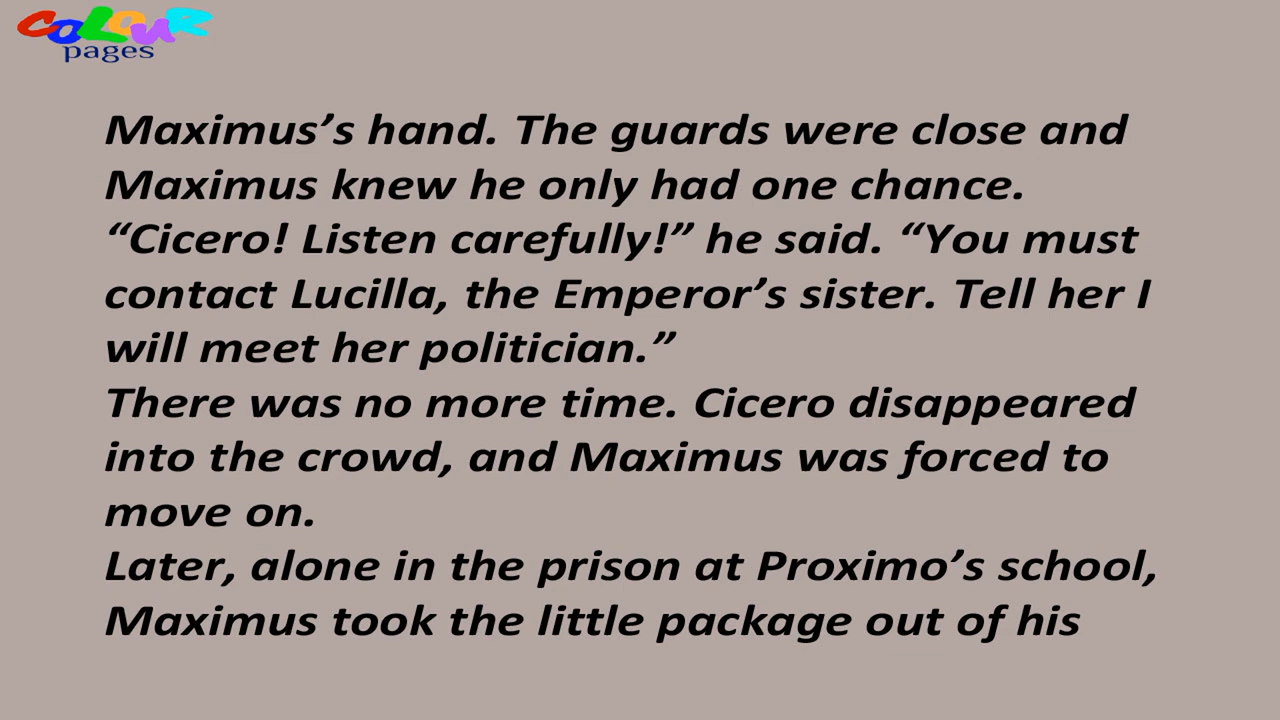 COLOUR
pages
Maximus’s hand. The guards were close and
Maximus knew he only had one chance.
“Cicero! Listen carefully!” he said. “You must
contact Lucilla, the Emperor’s sister. Tell her I
will meet her politician.”
There was no more time. Cicero disappeared
into the crowd, and Maximus was forced to
move on.
Later, alone in the prison at Proximo’s school,
Maximus took the little package out of his